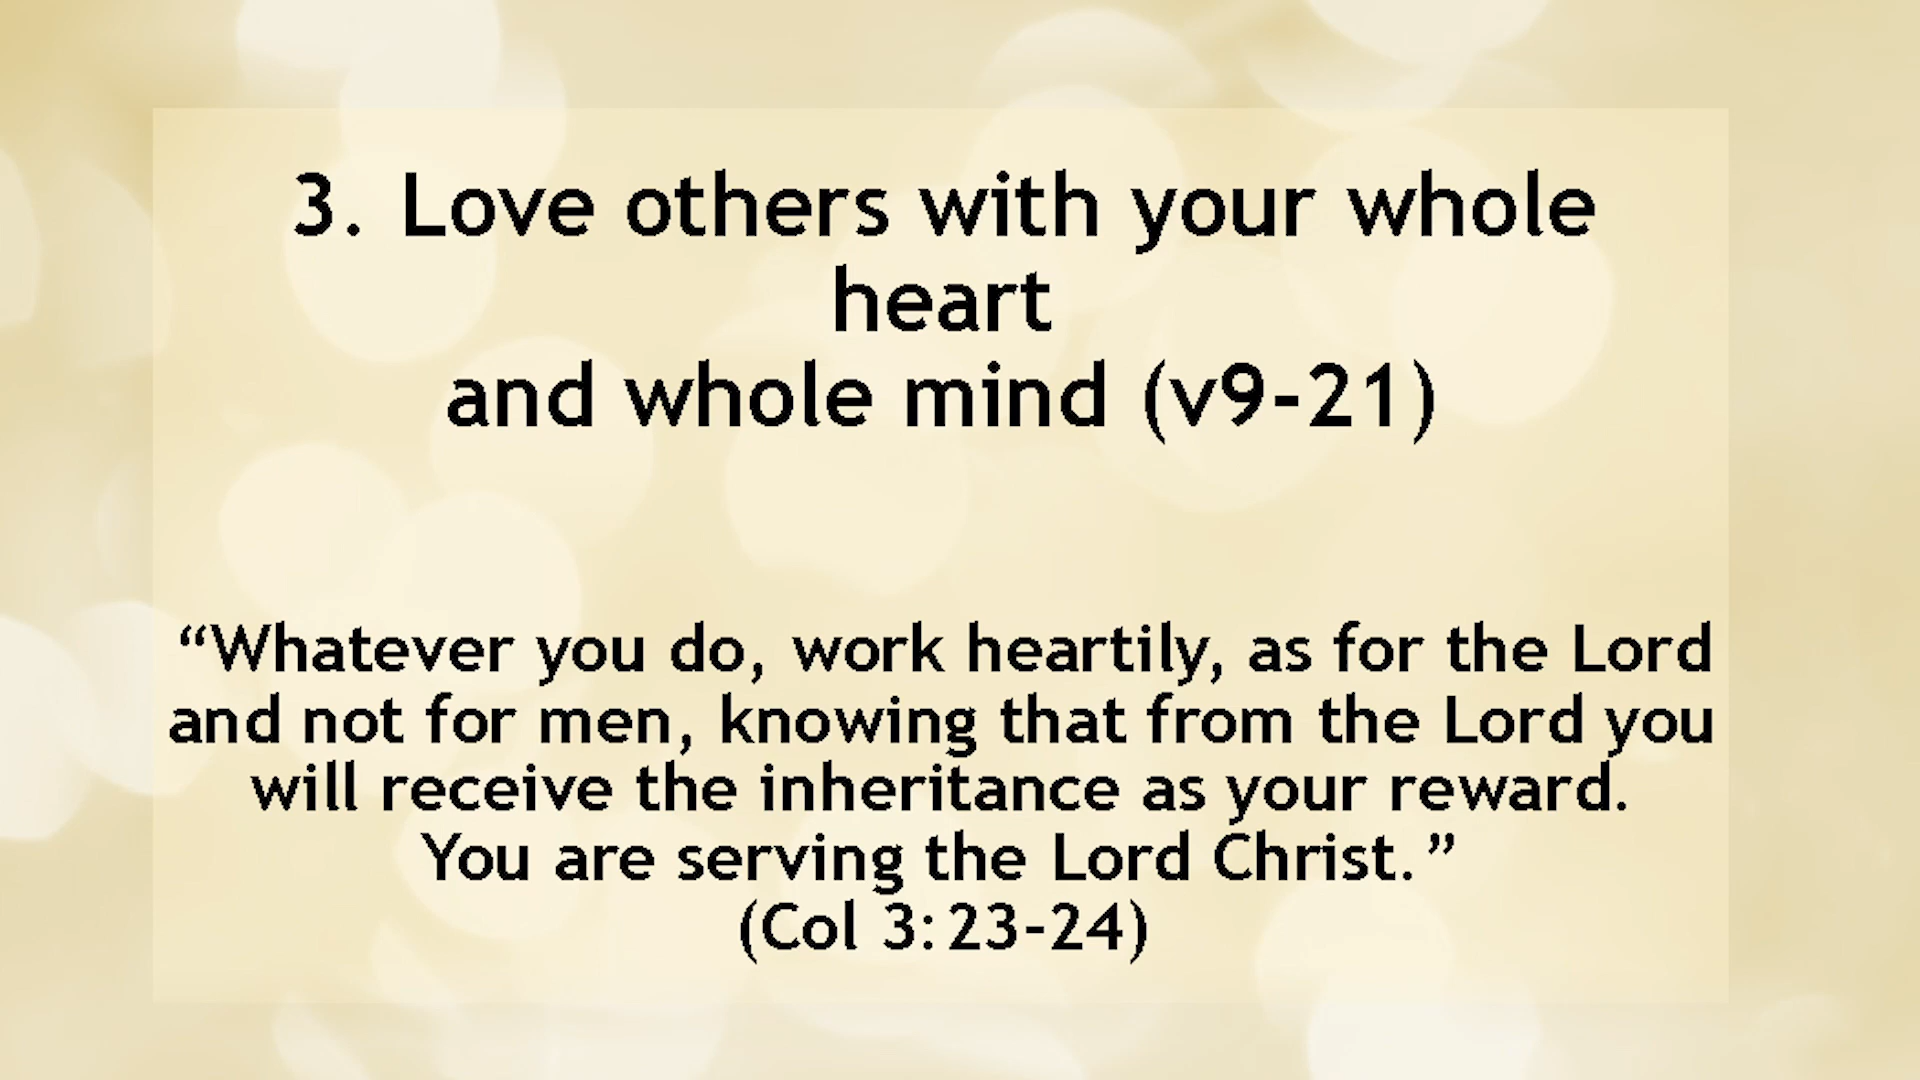 3. Love others with your whole
heart
and whole mind (v9-21)
“Whatever you do, work heartily, as for the Lord
and not for men, knowing that from the Lord you
will receive the inheritance as your reward.
You are serving the Lord Christ.”
(Col 3:23-24)